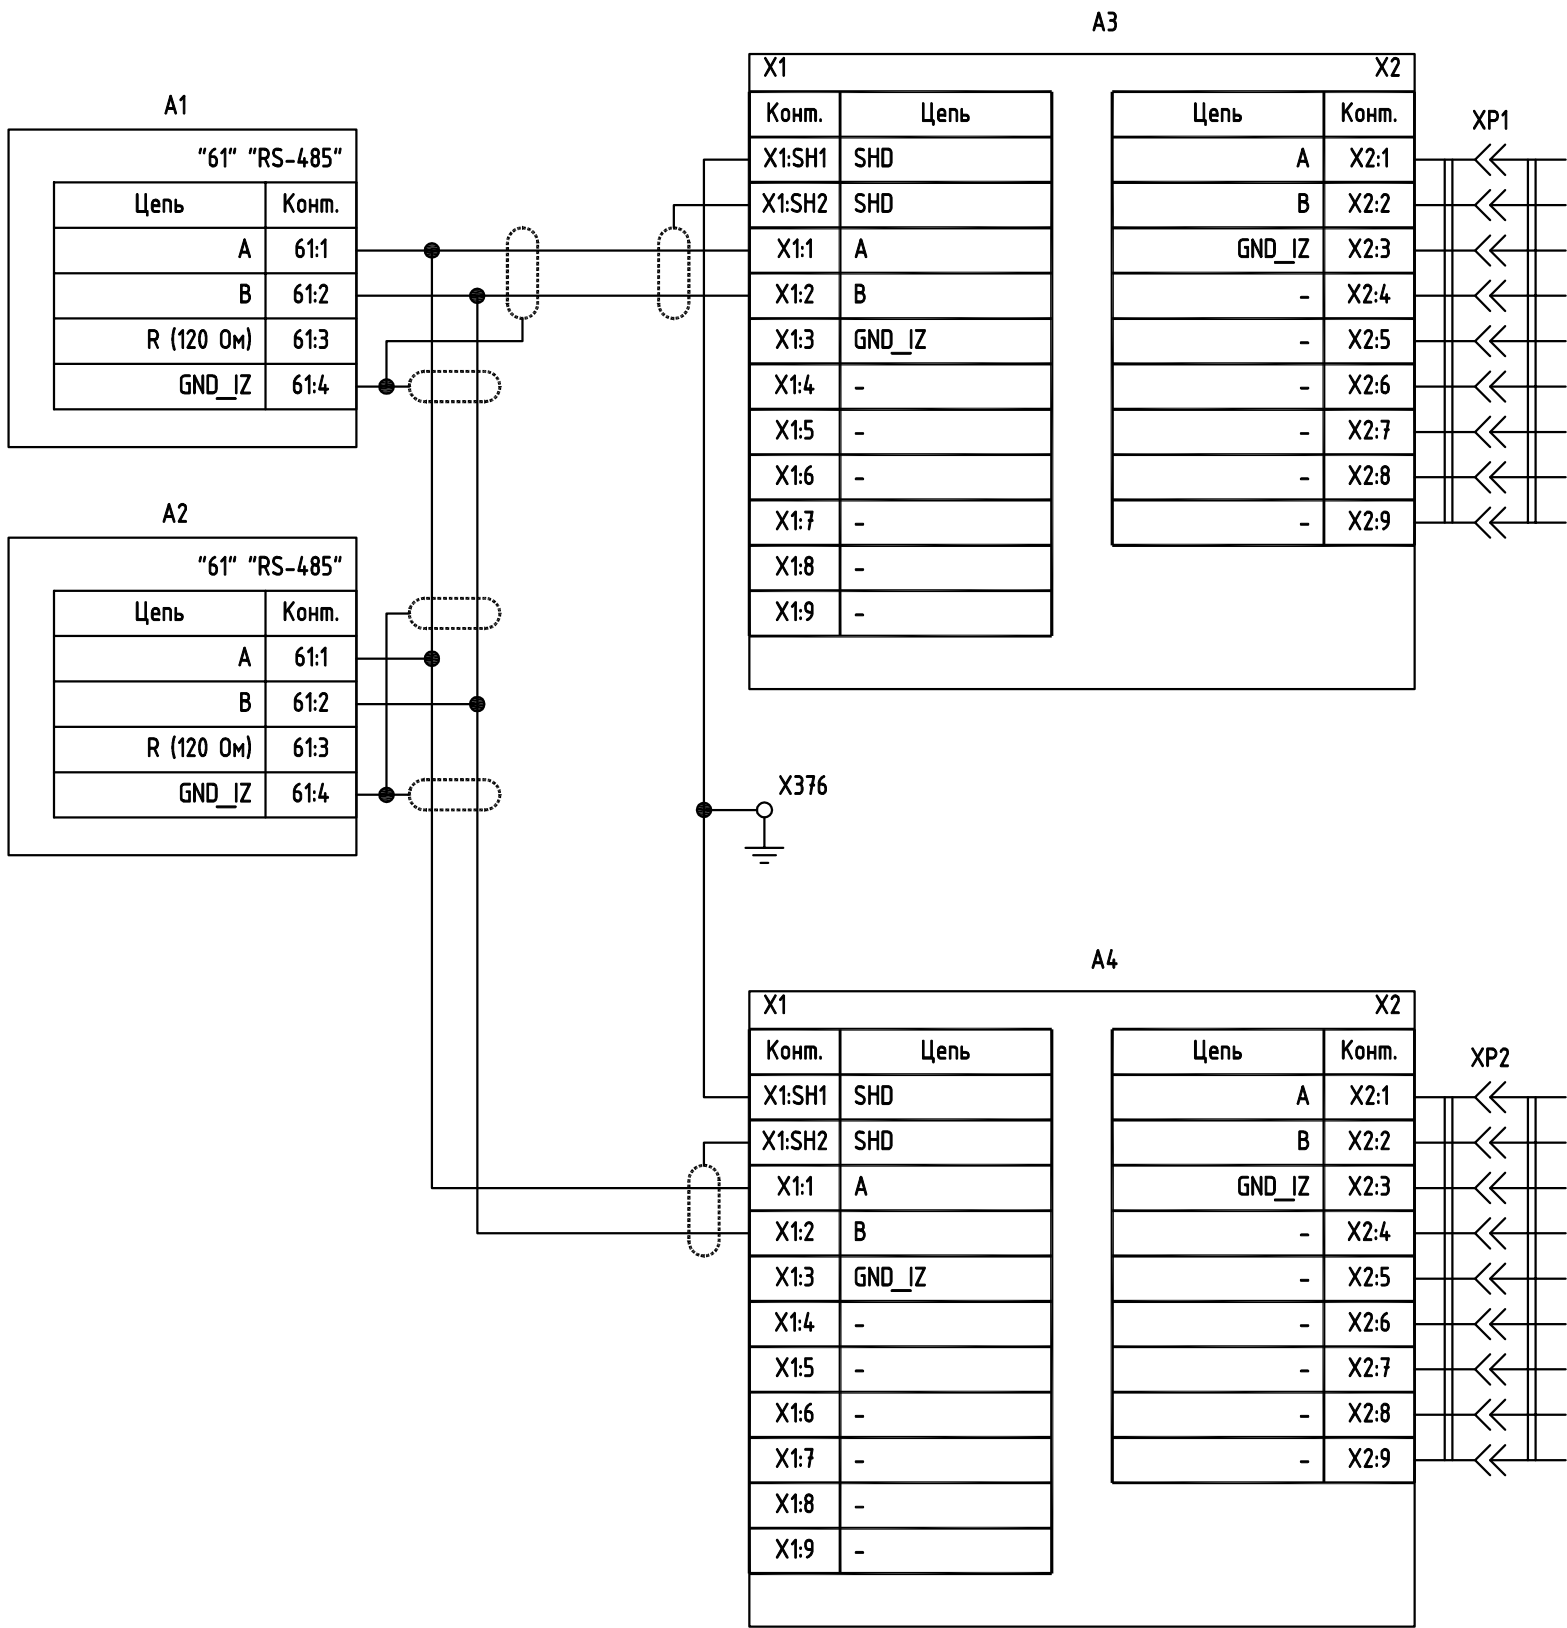 A3
X1 X2
Конт. Цепь Цепь Конт.
XP1
X1:SH1 SHD A X2:1
X1:SH2 SHD B X2:2
X1:1 A GND_IZ X2:3
X1:2 B - X2:4
X1:3 GND_IZ - X2:5
X1:4 - - X2:6
X1:5 - - X2:7
X1:6 - - X2:8
X1:7 - - X2:9
X1:8 -
X1:9 -
A1
"61" "RS-485"
Цепь Конт.
A 61:1
B 61:2
R (120 Ом) 61:3
GND_IZ 61:4
A2
"61" "RS-485"
Цепь Конт.
A 61:1
B 61:2
R (120 Ом) 61:3
GND_IZ 61:4
X376
A4
X1 X2
Конт. Цепь Цепь Конт.
XP2
X1:SH1 SHD A X2:1
X1:SH2 SHD B X2:2
X1:1 A GND_IZ X2:3
X1:2 B - X2:4
X1:3 GND_IZ - X2:5
X1:4 - - X2:6
X1:5 - - X2:7
X1:6 - - X2:8
X1:7 - - X2:9
X1:8 -
X1:9 -